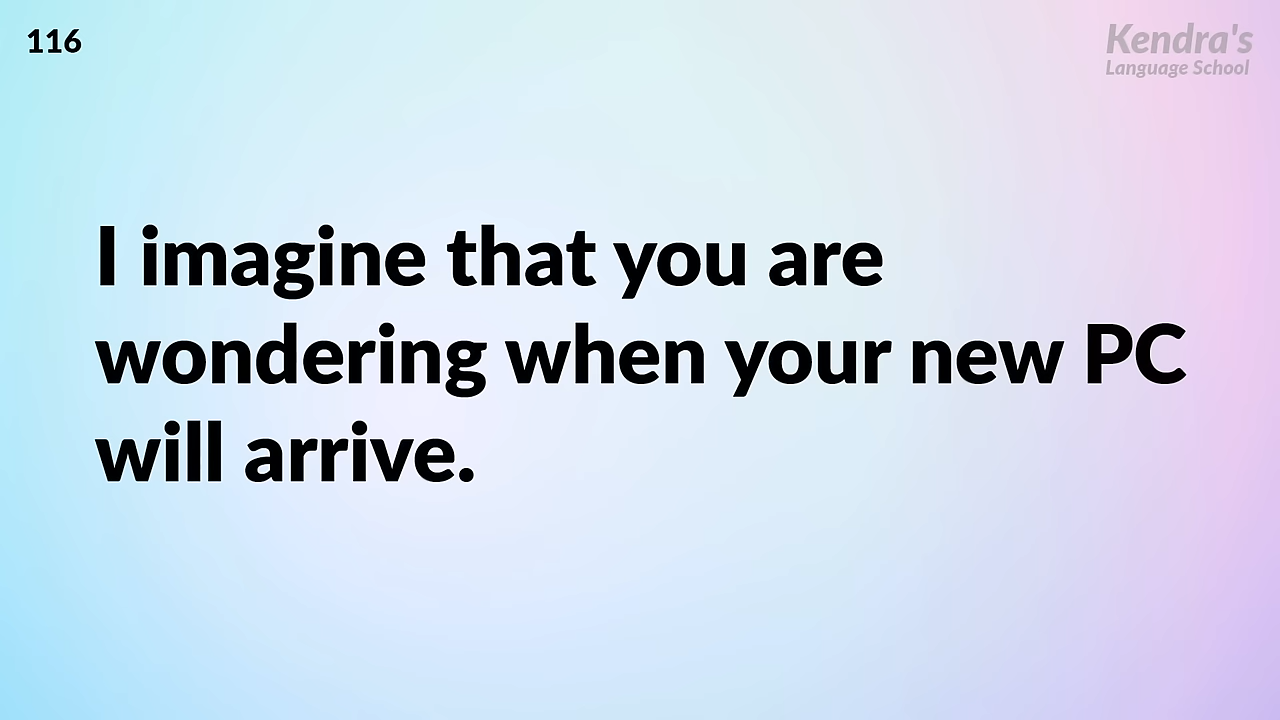 116
Kendra's
Language School
I imagine that you are
wondering when your new PC
will arrive.